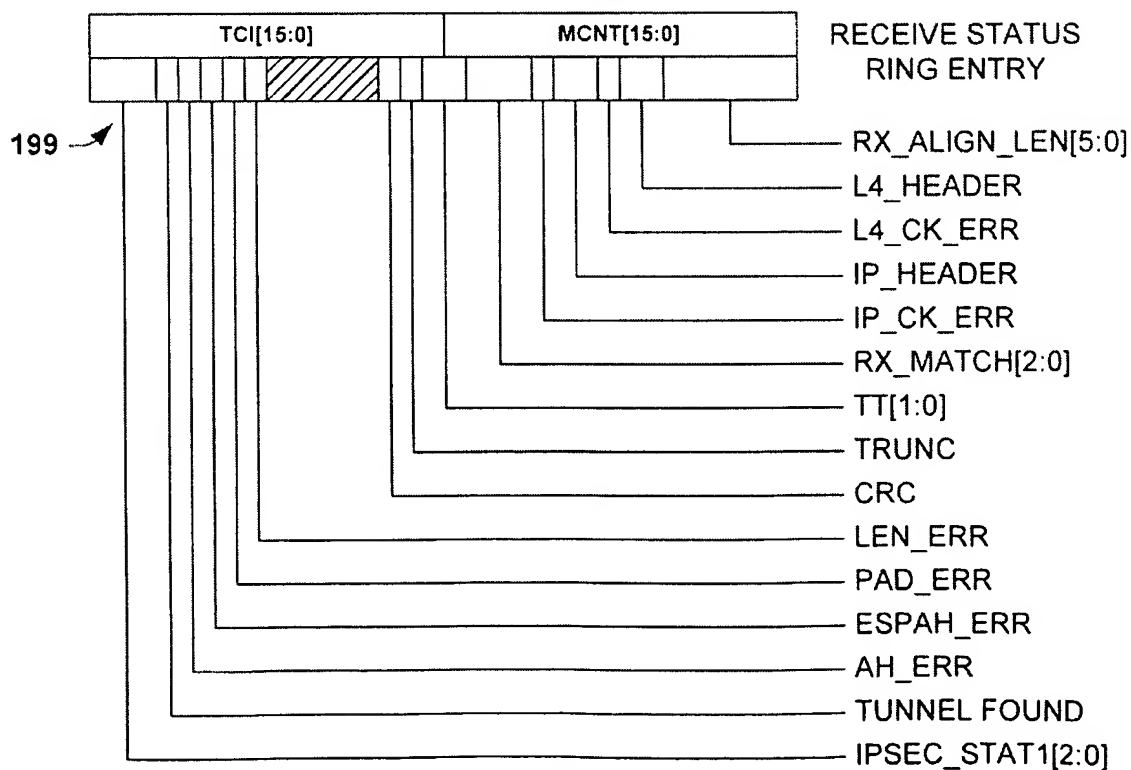 TCI[15:0] MCNT[15:0]
RECEIVE STATUS
RING ENTRY
199
RX_ALIGN_LEN[5:0]
L4_HEADER
L4_CK_ERR
IP_HEADER
IP_CK_ERR
RX_MATCH[2:0]
TT[1:0]
TRUNC
CRC
LEN_ERR
PAD_ERR
ESPAH_ERR
AH_ERR
TUNNEL FOUND
IPSEC_STAT1[2:0]